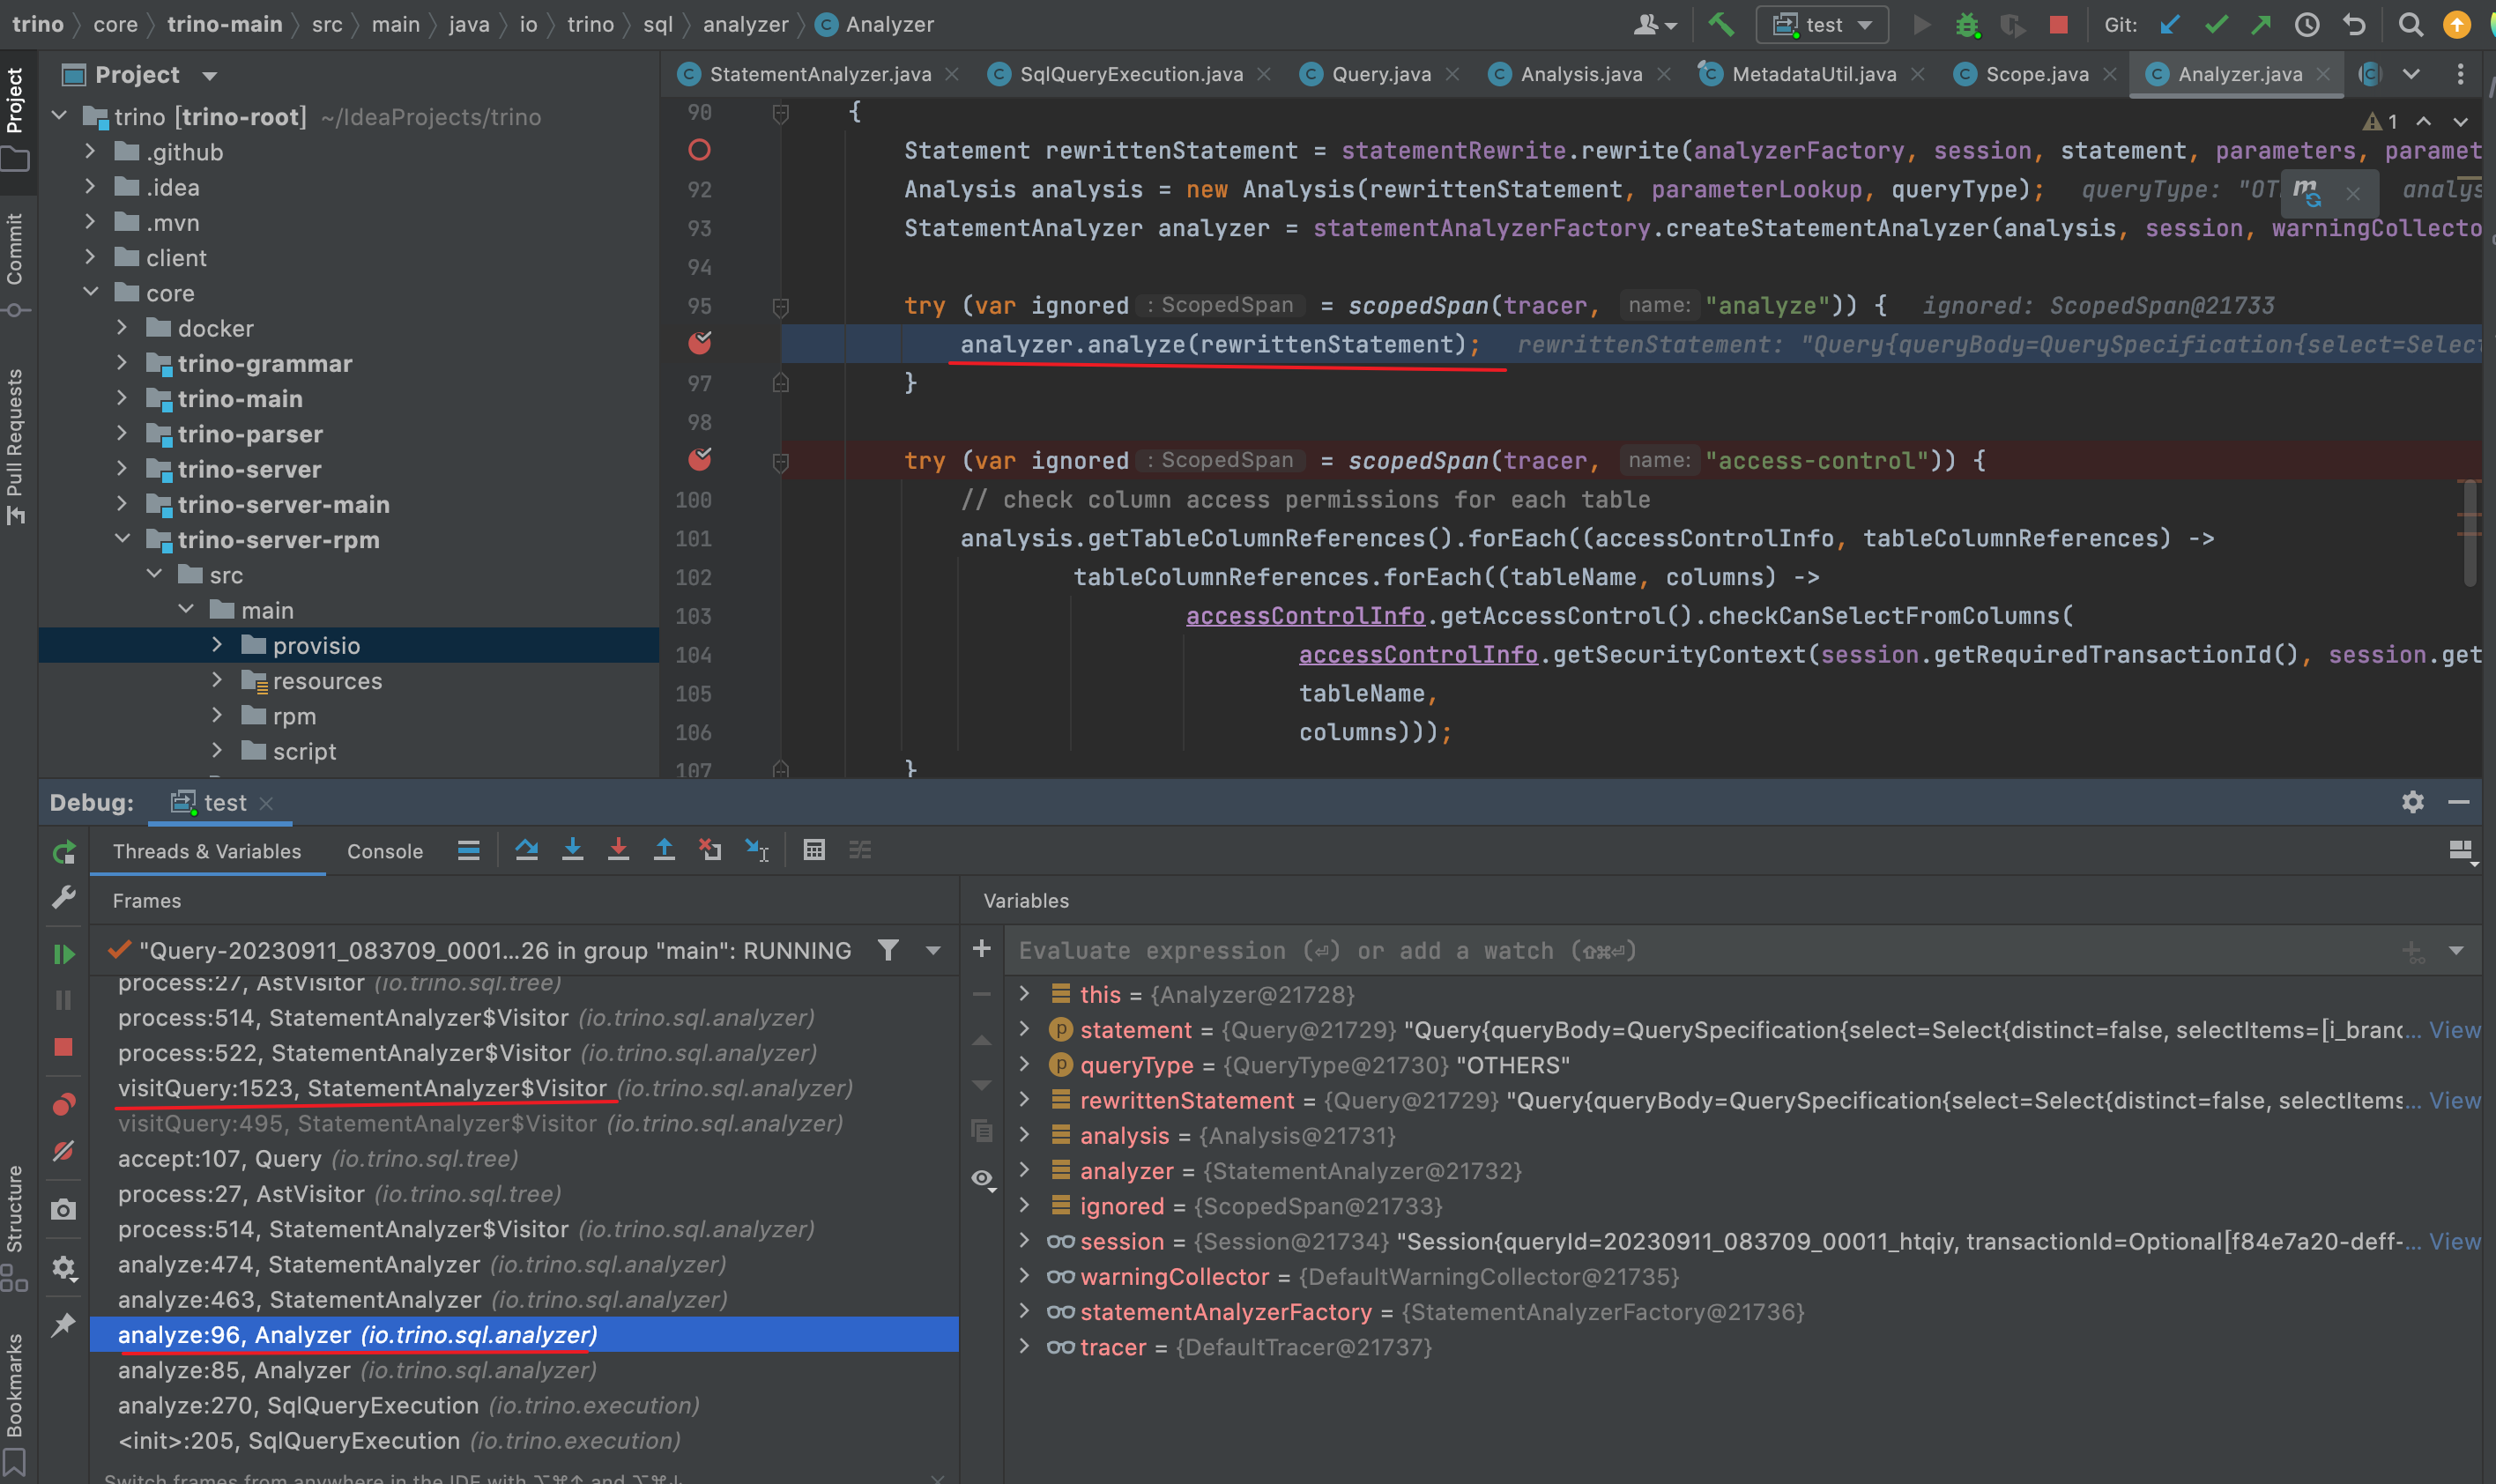 trino 〉 core 〉 trino-main 〉 src 〉 main 〉 java 〉 io 〉 trino 〉 sql 〉 analyzer 〉 Analyzer
test
Git:
Project
StatementAnalyzer.java
SqlQueryExecution.java
Query.java
Analysis.java
MetadataUtil.java
Scope.java
Analyzer.java
Project
Commit
Pull Requests
Structure
Bookmarks
trino [trino-root] ~/IdeaProjects/trino
.github
.idea
.mvn
client
core
docker
trino-grammar
trino-main
trino-parser
trino-server
trino-server-main
trino-server-rpm
src
main
provisio
resources
rpm
script
1
90 {
Statement rewrittenStatement = statementRewrite.rewrite(analyzerFactory, session, statement, parameters, paramet
92 Analysis analysis = new Analysis(rewrittenStatement, parameterLookup, queryType); queryType: "OT analys
93 StatementAnalyzer analyzer = statementAnalyzerFactory.createStatementAnalyzer(analysis, session, warningCollecto
94
95 try (var ignored : ScopedSpan = scopedSpan(tracer, name: "analyze")) { ignored: ScopedSpan@21733
analyzer.analyze(rewrittenStatement); rewrittenStatement: "Query{queryBody=QuerySpecification{select=Select
97 }
98
try (var ignored : ScopedSpan = scopedSpan(tracer, name: "access-control")) {
100 // check column access permissions for each table
101 analysis.getTableColumnReferences().forEach((accessControlInfo, tableColumnReferences) ->
102 tableColumnReferences.forEach((tableName, columns) ->
103 accessControlInfo.getAccessControl().checkCanSelectFromColumns(
104 accessControlInfo.getSecurityContext(session.getRequiredTransactionId(), session.get
105 tableName,
106 columns)));
107 }
Debug: test
Threads & Variables
Console
Frames
"Query-20230911_083709_0001...26 in group "main": RUNNING
process:27, AstVisitor (io.trino.sql.tree)
process:514, StatementAnalyzer$Visitor (io.trino.sql.analyzer)
process:522, StatementAnalyzer$Visitor (io.trino.sql.analyzer)
visitQuery:1523, StatementAnalyzer$Visitor (io.trino.sql.analyzer)
visitQuery:495, StatementAnalyzer$Visitor (io.trino.sql.analyzer)
accept:107, Query (io.trino.sql.tree)
process:27, AstVisitor (io.trino.sql.tree)
process:514, StatementAnalyzer$Visitor (io.trino.sql.analyzer)
analyze:474, StatementAnalyzer (io.trino.sql.analyzer)
analyze:463, StatementAnalyzer (io.trino.sql.analyzer)
analyze:96, Analyzer (io.trino.sql.analyzer)
analyze:85, Analyzer (io.trino.sql.analyzer)
analyze:270, SqlQueryExecution (io.trino.execution)
<init>:205, SqlQueryExecution (io.trino.execution)
Switch frames from anywhere in the IDE with ⌥⌘↑ and ⌥⌘↓
Variables
Evaluate expression (⏎) or add a watch (⇧⌘⏎)
this = {Analyzer@21728}
statement = {Query@21729} "Query{queryBody=QuerySpecification{select=Select{distinct=false, selectItems=[i_branc... View
queryType = {QueryType@21730} "OTHERS"
rewrittenStatement = {Query@21729} "Query{queryBody=QuerySpecification{select=Select{distinct=false, selectItems... View
analysis = {Analysis@21731}
analyzer = {StatementAnalyzer@21732}
ignored = {ScopedSpan@21733}
session = {Session@21734} "Session{queryId=20230911_083709_00011_htqiy, transactionId=Optional[f84e7a20-deff-... View
warningCollector = {DefaultWarningCollector@21735}
statementAnalyzerFactory = {StatementAnalyzerFactory@21736}
tracer = {DefaultTracer@21737}